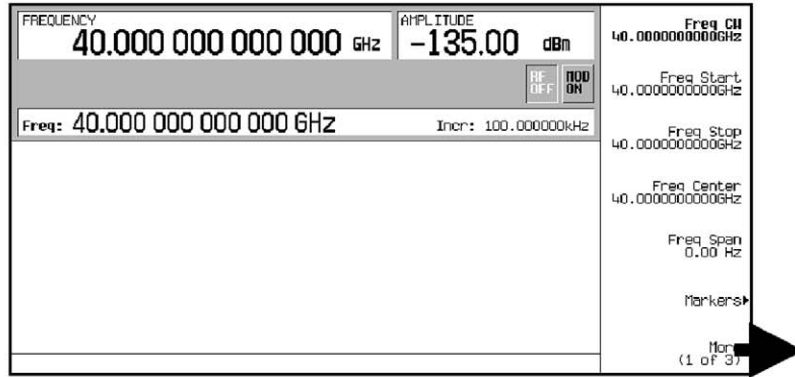 FREQUENCY
40.000 000 000 000 GHz
AMPLITUDE
-135.00 dBm
RF
OFF
MOD
ON
Freq: 40.000 000 000 000 GHz
Incr: 100.000000kHz
Freq CW
40.0000000000GHz
Freq Start
40.0000000000GHz
Freq Stop
40.0000000000GHz
Freq Center
40.0000000000GHz
Freq Span
0.00 Hz
Markers
(1 of 3)